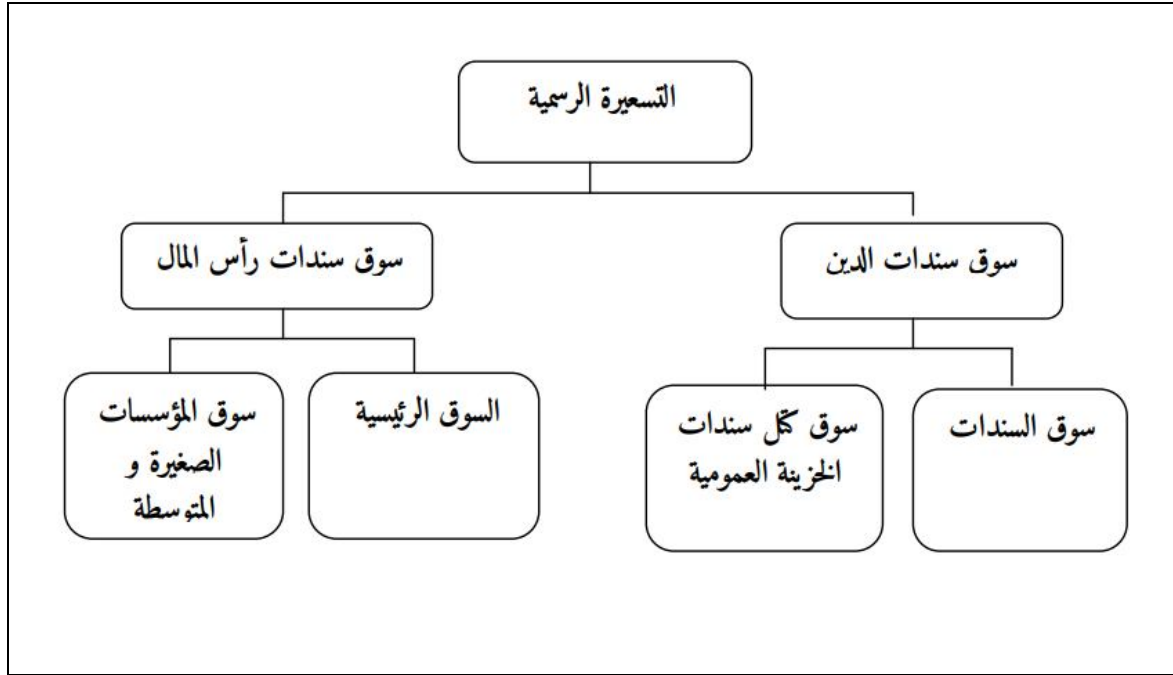 التسعيرة الرسمية
سوق سندات الدين
سوق سندات رأس المال
سوق السندات
سوق كتل سندات
الخزينة العمومية
السوق الرئيسية
سوق المؤسسات
الصغيرة و
المتوسطة